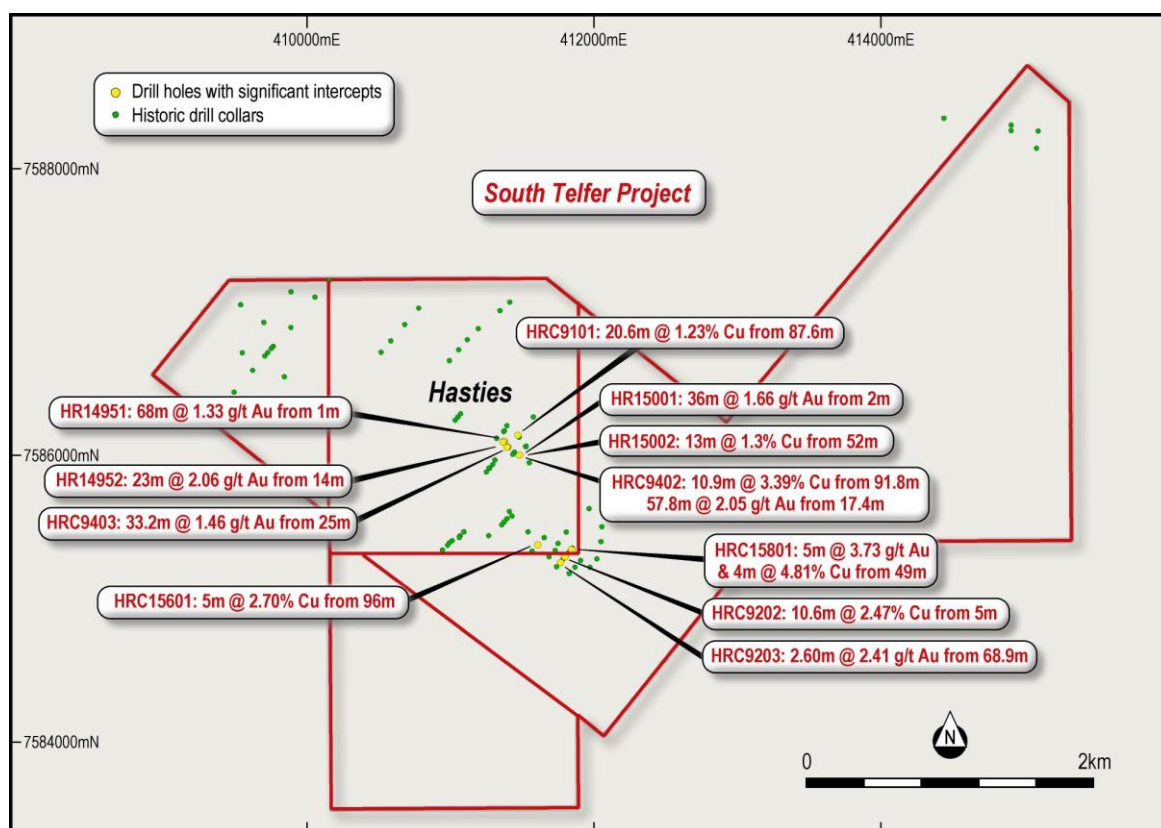 410000mE
412000mE
414000mE
Drill holes with significant intercepts
Historic drill collars
7588000mN
South Telfer Project
HRC9101: 20.6m @ 1.23% Cu from 87.6m
Hasties
HR14951: 68m @ 1.33 g/t Au from 1m
HR15001: 36m @ 1.66 g/t Au from 2m
HR15002: 13m @ 1.3% Cu from 52m
7586000mN
HR14952: 23m @ 2.06 g/t Au from 14m
HRC9402: 10.9m @ 3.39% Cu from 91.8m
57.8m @ 2.05 g/t Au from 17.4m
HRC9403: 33.2m @ 1.46 g/t Au from 25m
HRC15801: 5m @ 3.73 g/t Au
& 4m @ 4.81% Cu from 49m
HRC15601: 5m @ 2.70% Cu from 96m
HRC9202: 10.6m @ 2.47% Cu from 5m
HRC9203: 2.60m @ 2.41 g/t Au from 68.9m
7584000mN
N
0
2km